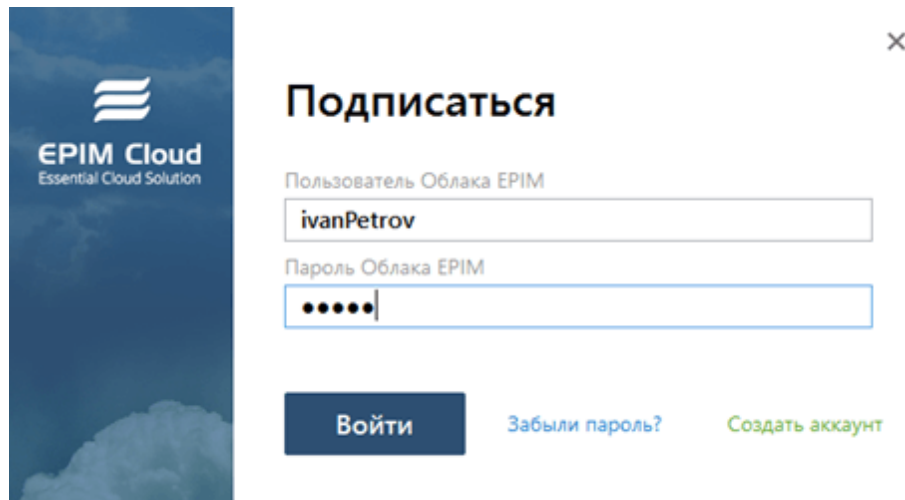 EPIM Cloud
Essential Cloud Solution
Подписаться
Пользователь Облака EPIM
ivanPetrov
Пароль Облака EPIM
•••••
Войти
Забыли пароль?
Создать аккаунт